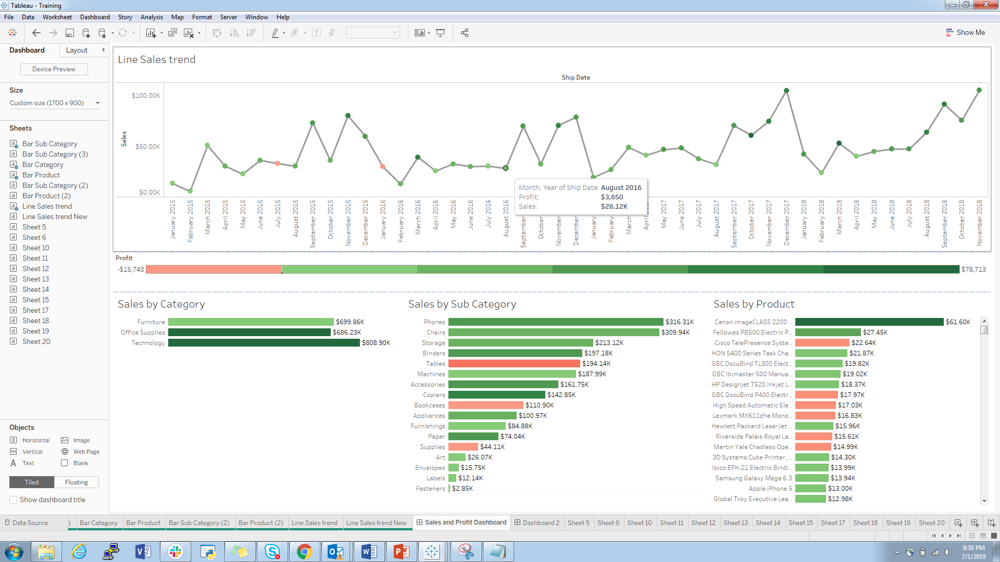 Tableau - Training
File Data Worksheet Dashboard Story Analysis Map Format Server Window Help
Show Me
Dashboard Layout
Device Preview
Size
Custom size (1700 x 900)
Sheets
Bar Sub Category
Bar Sub Category (3)
Bar Category
Bar Product
Bar Sub Category (2)
Bar Product (2)
Line Sales trend
Line Sales trend New
Sheet 5
Sheet 6
Sheet 10
Sheet 11
Sheet 12
Sheet 13
Sheet 14
Sheet 15
Sheet 17
Sheet 18
Sheet 19
Sheet 20
Objects
Horizontal Image
Vertical Web Page
A Text Blank
Tiled Floating
Show dashboard title
Line Sales trend
Ship Date
Sales
$100.00K
$50.00K
$0.00K
Month, Year of Ship Date: August 2016
Profit: $3,650
Sales: $28.12K
January 2015
February 2015
March 2015
April 2015
May 2015
June 2015
July 2015
August 2015
September 2015
October 2015
November 2015
December 2015
January 2016
February 2016
March 2016
April 2016
May 2016
June 2016
July 2016
August 2016
September
October
November
December
January
February
March
April
May 2017
June 2017
July 2017
August 2017
September 2017
October 2017
November 2017
December 2017
January 2018
February 2018
March 2018
April 2018
May 2018
June 2018
July 2018
August 2018
September 2018
October 2018
November 2018
Profit
-$15,743 $78,713
Sales by Category
Furniture $699.86K
Office Supplies $686.23K
Technology $808.90K
Sales by Sub Category
Phones $316.31K
Chairs $309.94K
Storage $213.12K
Binders $197.18K
Tables $194.14K
Machines $187.99K
Accessories $161.75K
Copiers $142.85K
Bookcases $110.90K
Appliances $100.97K
Furnishings $84.88K
Paper $74.04K
Supplies $44.11K
Art $26.07K
Envelopes $15.75K
Labels $12.14K
Fasteners $2.85K
Sales by Product
Canon imageCLASS 2200 .. $61.60K
Fellowes PB500 Electric P.. $27.45K
Cisco TelePresence Syste.. $22.64K
HON 5400 Series Task Cha.. $21.87K
GBC DocuBind TL300 Elect.. $19.82K
GBC Ibimaster 500 Manua.. $19.02K
HP Designjet T520 Inkjet L.. $18.37K
GBC DocuBind P400 Electr.. $17.97K
High Speed Automatic Ele.. $17.03K
Lexmark MX611dhe Mono.. $16.83K
Hewlett Packard LaserJet .. $15.96K
Riverside Palais Royal La.. $15.61K
Martin Yale Chadless Ope.. $14.99K
3D Systems Cube Printer, .. $14.30K
Ibico EPK-21 Electric Bindi.. $13.99K
Samsung Galaxy Mega 6.3 $13.94K
Apple iPhone 5 $13.00K
Global Troy Executive Lea.. $12.98K
Data Source ) Bar Category Bar Product Bar Sub Category (2) Bar Product (2) Line Sales trend Line Sales trend New Sales and Profit Dashboard Dashboard 2 Sheet 5 Sheet 6 Sheet 10 Sheet 11 Sheet 12 Sheet 13 Sheet 14 Sheet 15 Sheet 17 Sheet 18 Sheet 19 Sheet 20
9:30 PM
7/1/2019